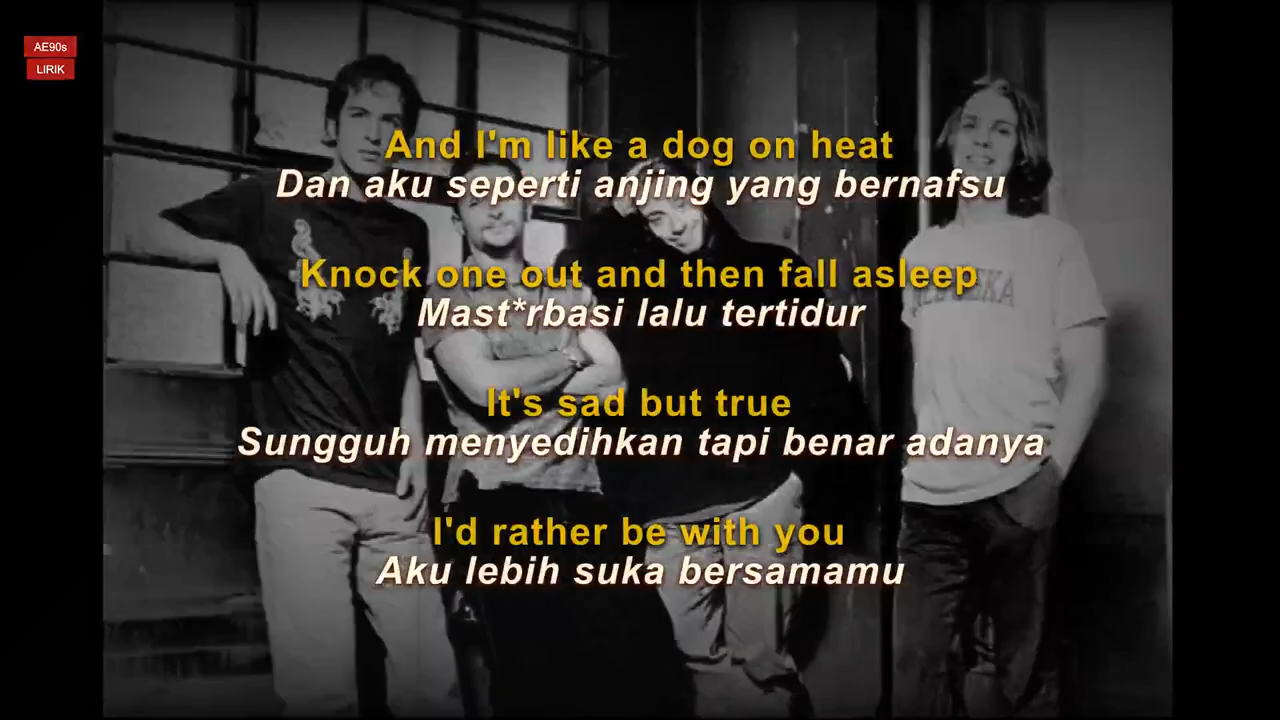 AE90s
LIRIK
And I'm like a dog on heat
Dan aku seperti anjing yang bernafsu
Knock one out and then fall asleep
Mast*rbasi lalu tertidur
It's sad but true
Sungguh menyedihkan tapi benar adanya
I'd rather be with you
Aku lebih suka bersamamu